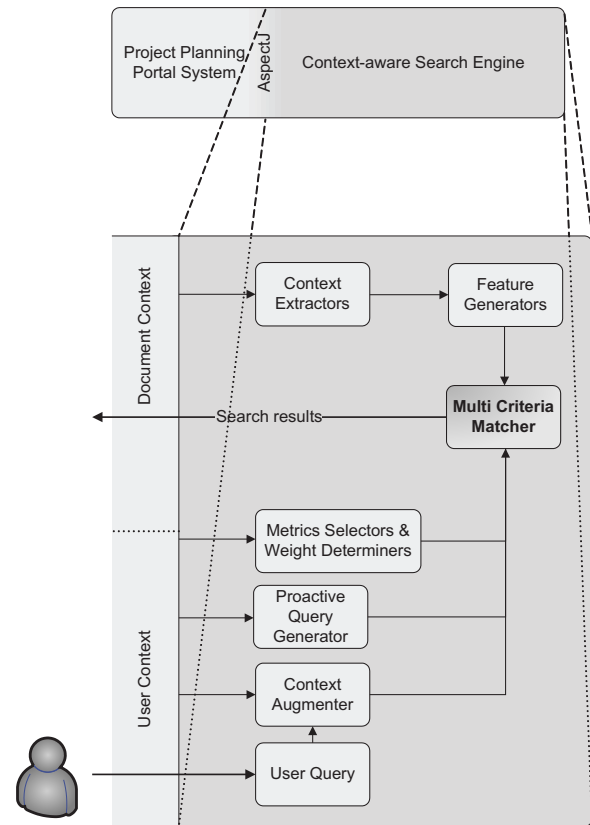 Project Planning
Portal System
AspectJ
Context-aware Search Engine
Document Context
Context
Extractors
Feature
Generators
Multi Criteria
Matcher
Search results
Metrics Selectors &
Weight Determiners
User Context
Proactive
Query
Generator
Context
Augmenter
User Query